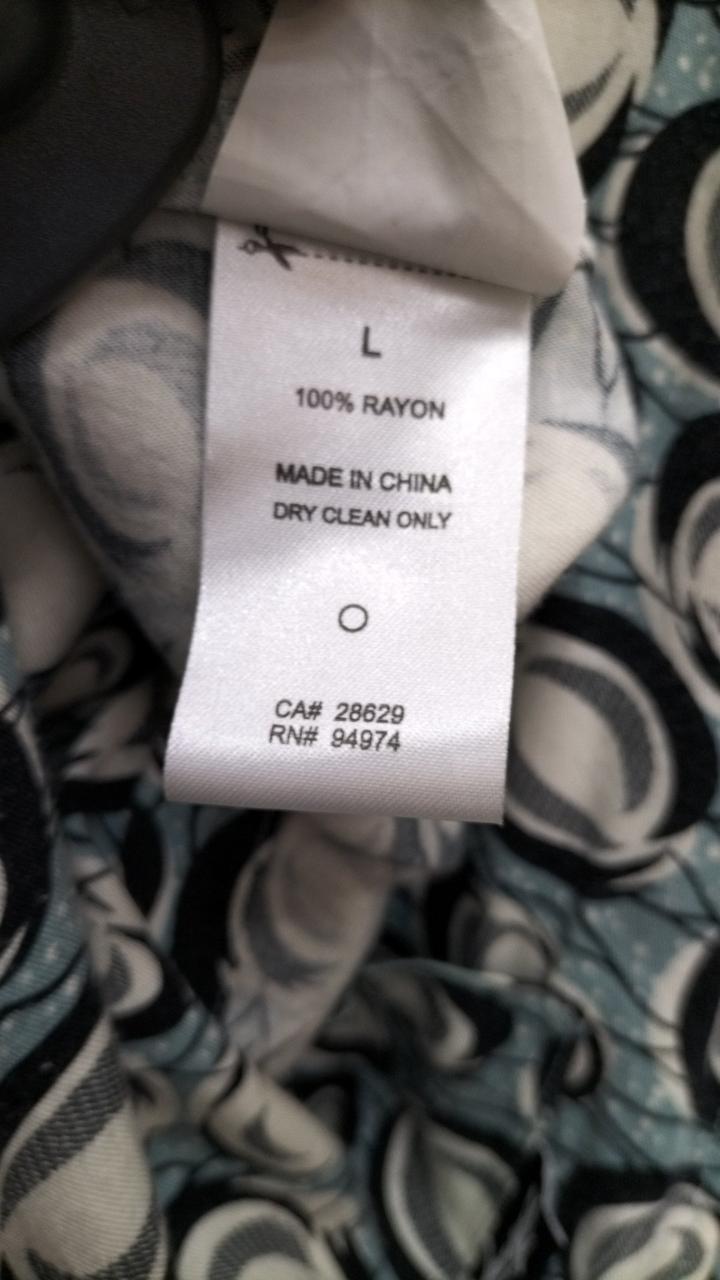 L
100% RAYON
MADE IN CHINA
DRY CLEAN ONLY
CA# 28629
RN# 94974